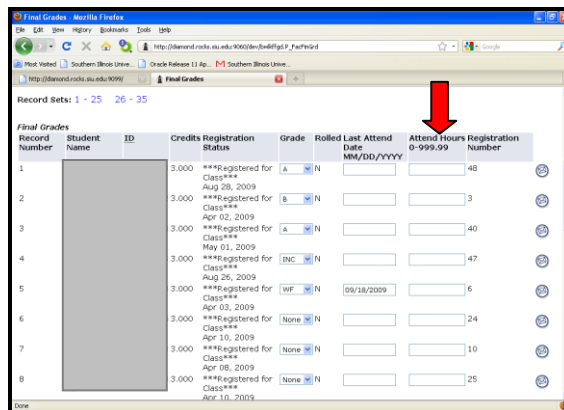 Final Grades - Mozilla Firefox
File Edit View History Bookmarks Tools Help
http://diamond.rocks.siu.edu:9060/dev/bwlkffgd.P_FacFinGrd
Google
Most Visited Southern Illinois Unive... Oracle Release 11 Ap... Southern Illinois Unive...
http://diamond.rocks.siu.edu:9099/ Final Grades
Record Sets: 1 - 25 26 - 35
Final Grades
Record Number Student Name ID Credits Registration Status Grade Rolled Last Attend Date MM/DD/YYYY Attend Hours 0-999.99 Registration Number
1 3.000 ***Registered for Class*** Aug 28, 2009 A N 48
2 3.000 ***Registered for Class*** Apr 02, 2009 B N 3
3 3.000 ***Registered for Class*** May 01, 2009 A N 40
4 3.000 ***Registered for Class*** Aug 26, 2009 INC N 47
5 3.000 ***Registered for Class*** Apr 03, 2009 WF N 09/18/2009 6
6 3.000 ***Registered for Class*** Apr 10, 2009 None N 24
7 3.000 ***Registered for Class*** Apr 08, 2009 None N 10
8 3.000 ***Registered for Class*** Apr 10, 2009 None N 25
Done